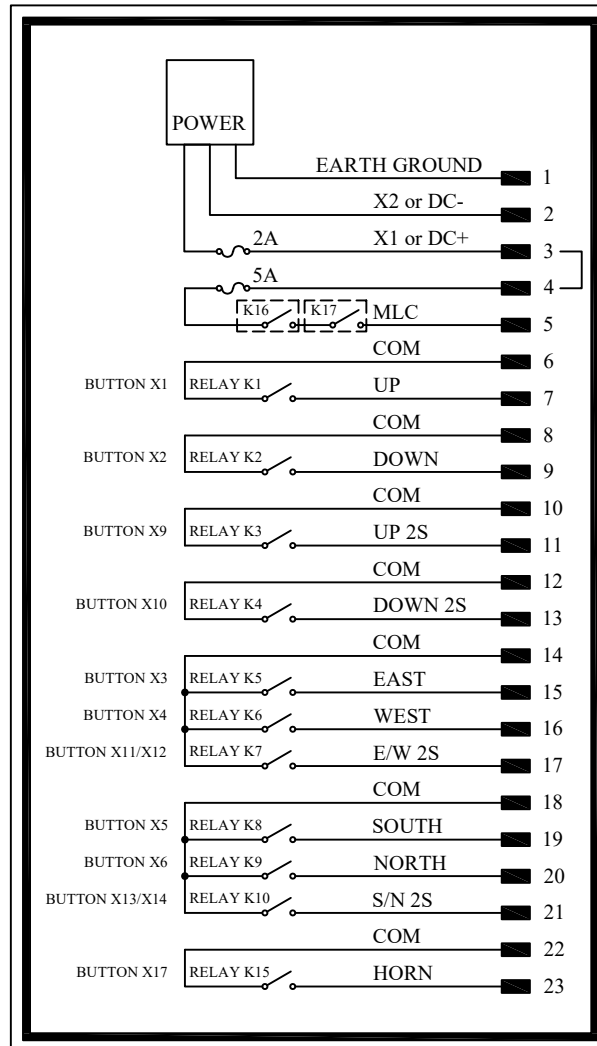 POWER
EARTH GROUND 1
X2 or DC- 2
2A X1 or DC+ 3
5A 4
K16 K17 MLC 5
COM 6
BUTTON X1 RELAY K1 UP 7
COM 8
BUTTON X2 RELAY K2 DOWN 9
COM 10
BUTTON X9 RELAY K3 UP 2S 11
COM 12
BUTTON X10 RELAY K4 DOWN 2S 13
COM 14
BUTTON X3 RELAY K5 EAST 15
BUTTON X4 RELAY K6 WEST 16
BUTTON X11/X12 RELAY K7 E/W 2S 17
COM 18
BUTTON X5 RELAY K8 SOUTH 19
BUTTON X6 RELAY K9 NORTH 20
BUTTON X13/X14 RELAY K10 S/N 2S 21
COM 22
BUTTON X17 RELAY K15 HORN 23